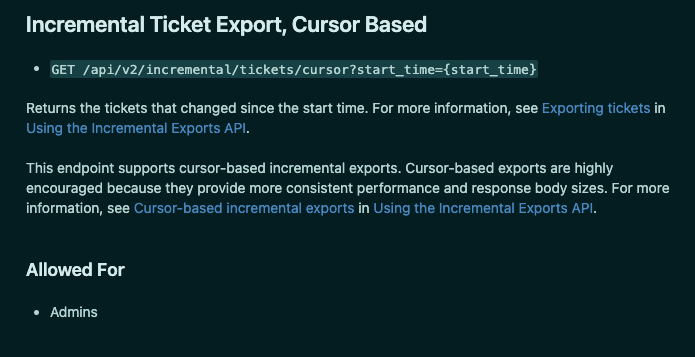 Incremental Ticket Export, Cursor Based
• GET /api/v2/incremental/tickets/cursor?start_time={start_time}
Returns the tickets that changed since the start time. For more information, see Exporting tickets in
Using the Incremental Exports API.
This endpoint supports cursor-based incremental exports. Cursor-based exports are highly
encouraged because they provide more consistent performance and response body sizes. For more
information, see Cursor-based incremental exports in Using the Incremental Exports API.
Allowed For
• Admins